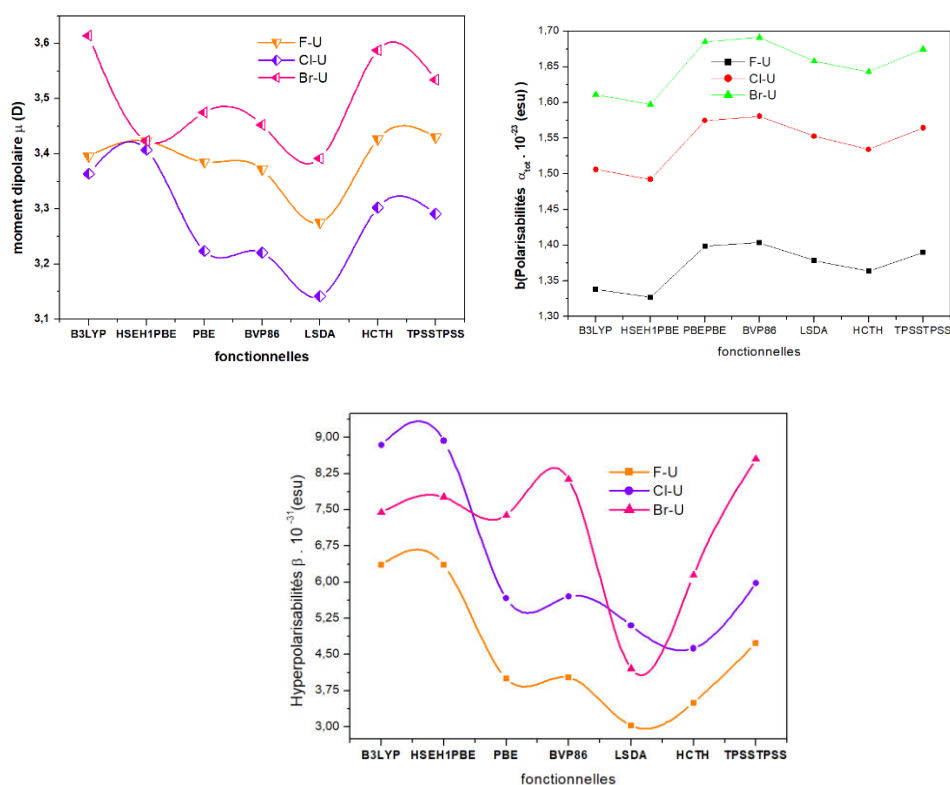 moment dipolaire μ (D)
3,6
3,5
3,4
3,3
3,2
3,1
F-U
Cl-U
Br-U
B3LYP HSEH1PBE PBE BVP86 LSDA HCTH TPSSTPSS
fonctionnelles
b(Polarisabilités α_tot · 10^-23 (esu)
1,70
1,65
1,60
1,55
1,50
1,45
1,40
1,35
1,30
F-U
Cl-U
Br-U
B3LYP HSEH1PBE PBEPBE BVP86 LSDA HCTH TPSSTPSS
fonctionnelles
Hyperpolarisabilités β . 10^-31 (esu)
9,00
8,25
7,50
6,75
6,00
5,25
4,50
3,75
3,00
F-U
Cl-U
Br-U
B3LYP HSEH1PBE PBE BVP86 LSDA HCTH TPSSTPSS
fonctionnelles